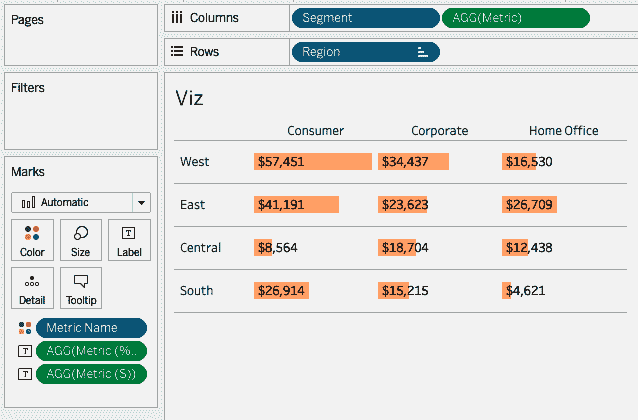 Pages
Columns
Segment
AGG(Metric)
Rows
Region
Filters
Viz
Consumer
Corporate
Home Office
Marks
West
$57,451
$34,437
$16,530
Automatic
East
$41,191
$23,623
$26,709
Color
Size
Label
Central
$8,564
$18,704
$12,438
Detail
Tooltip
South
$26,914
$15,215
$4,621
Metric Name
AGG(Metric (%..
AGG(Metric ($))